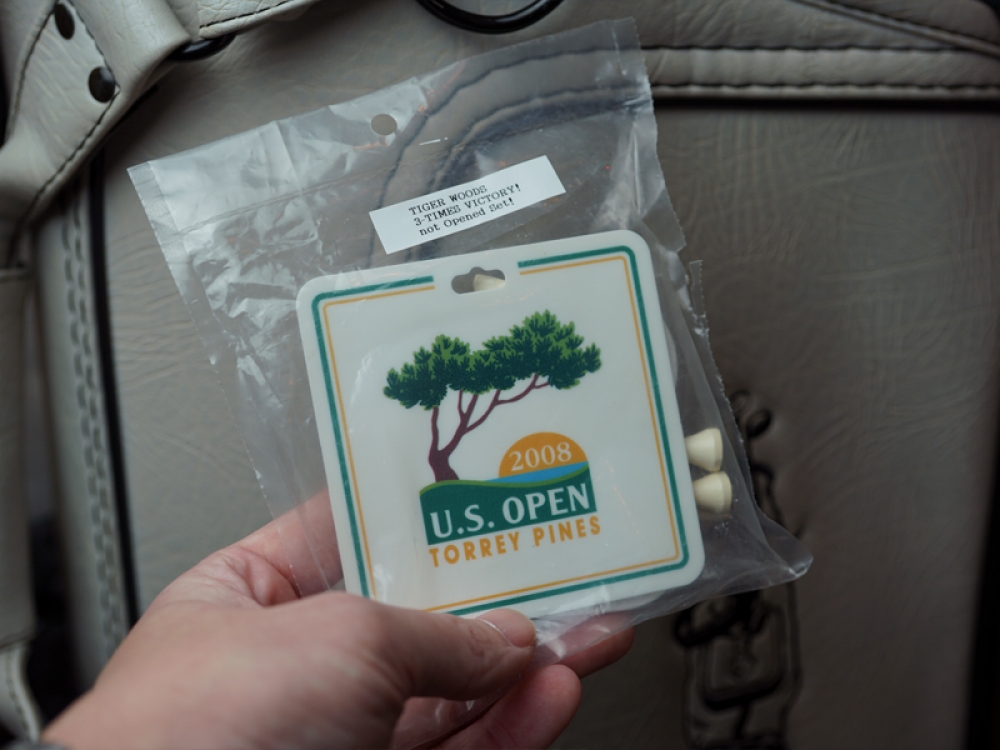 TIGER WOODS
3-TIMES VICTORY!
not Opened Set!
2008
U.S. OPEN
TORREY PINES